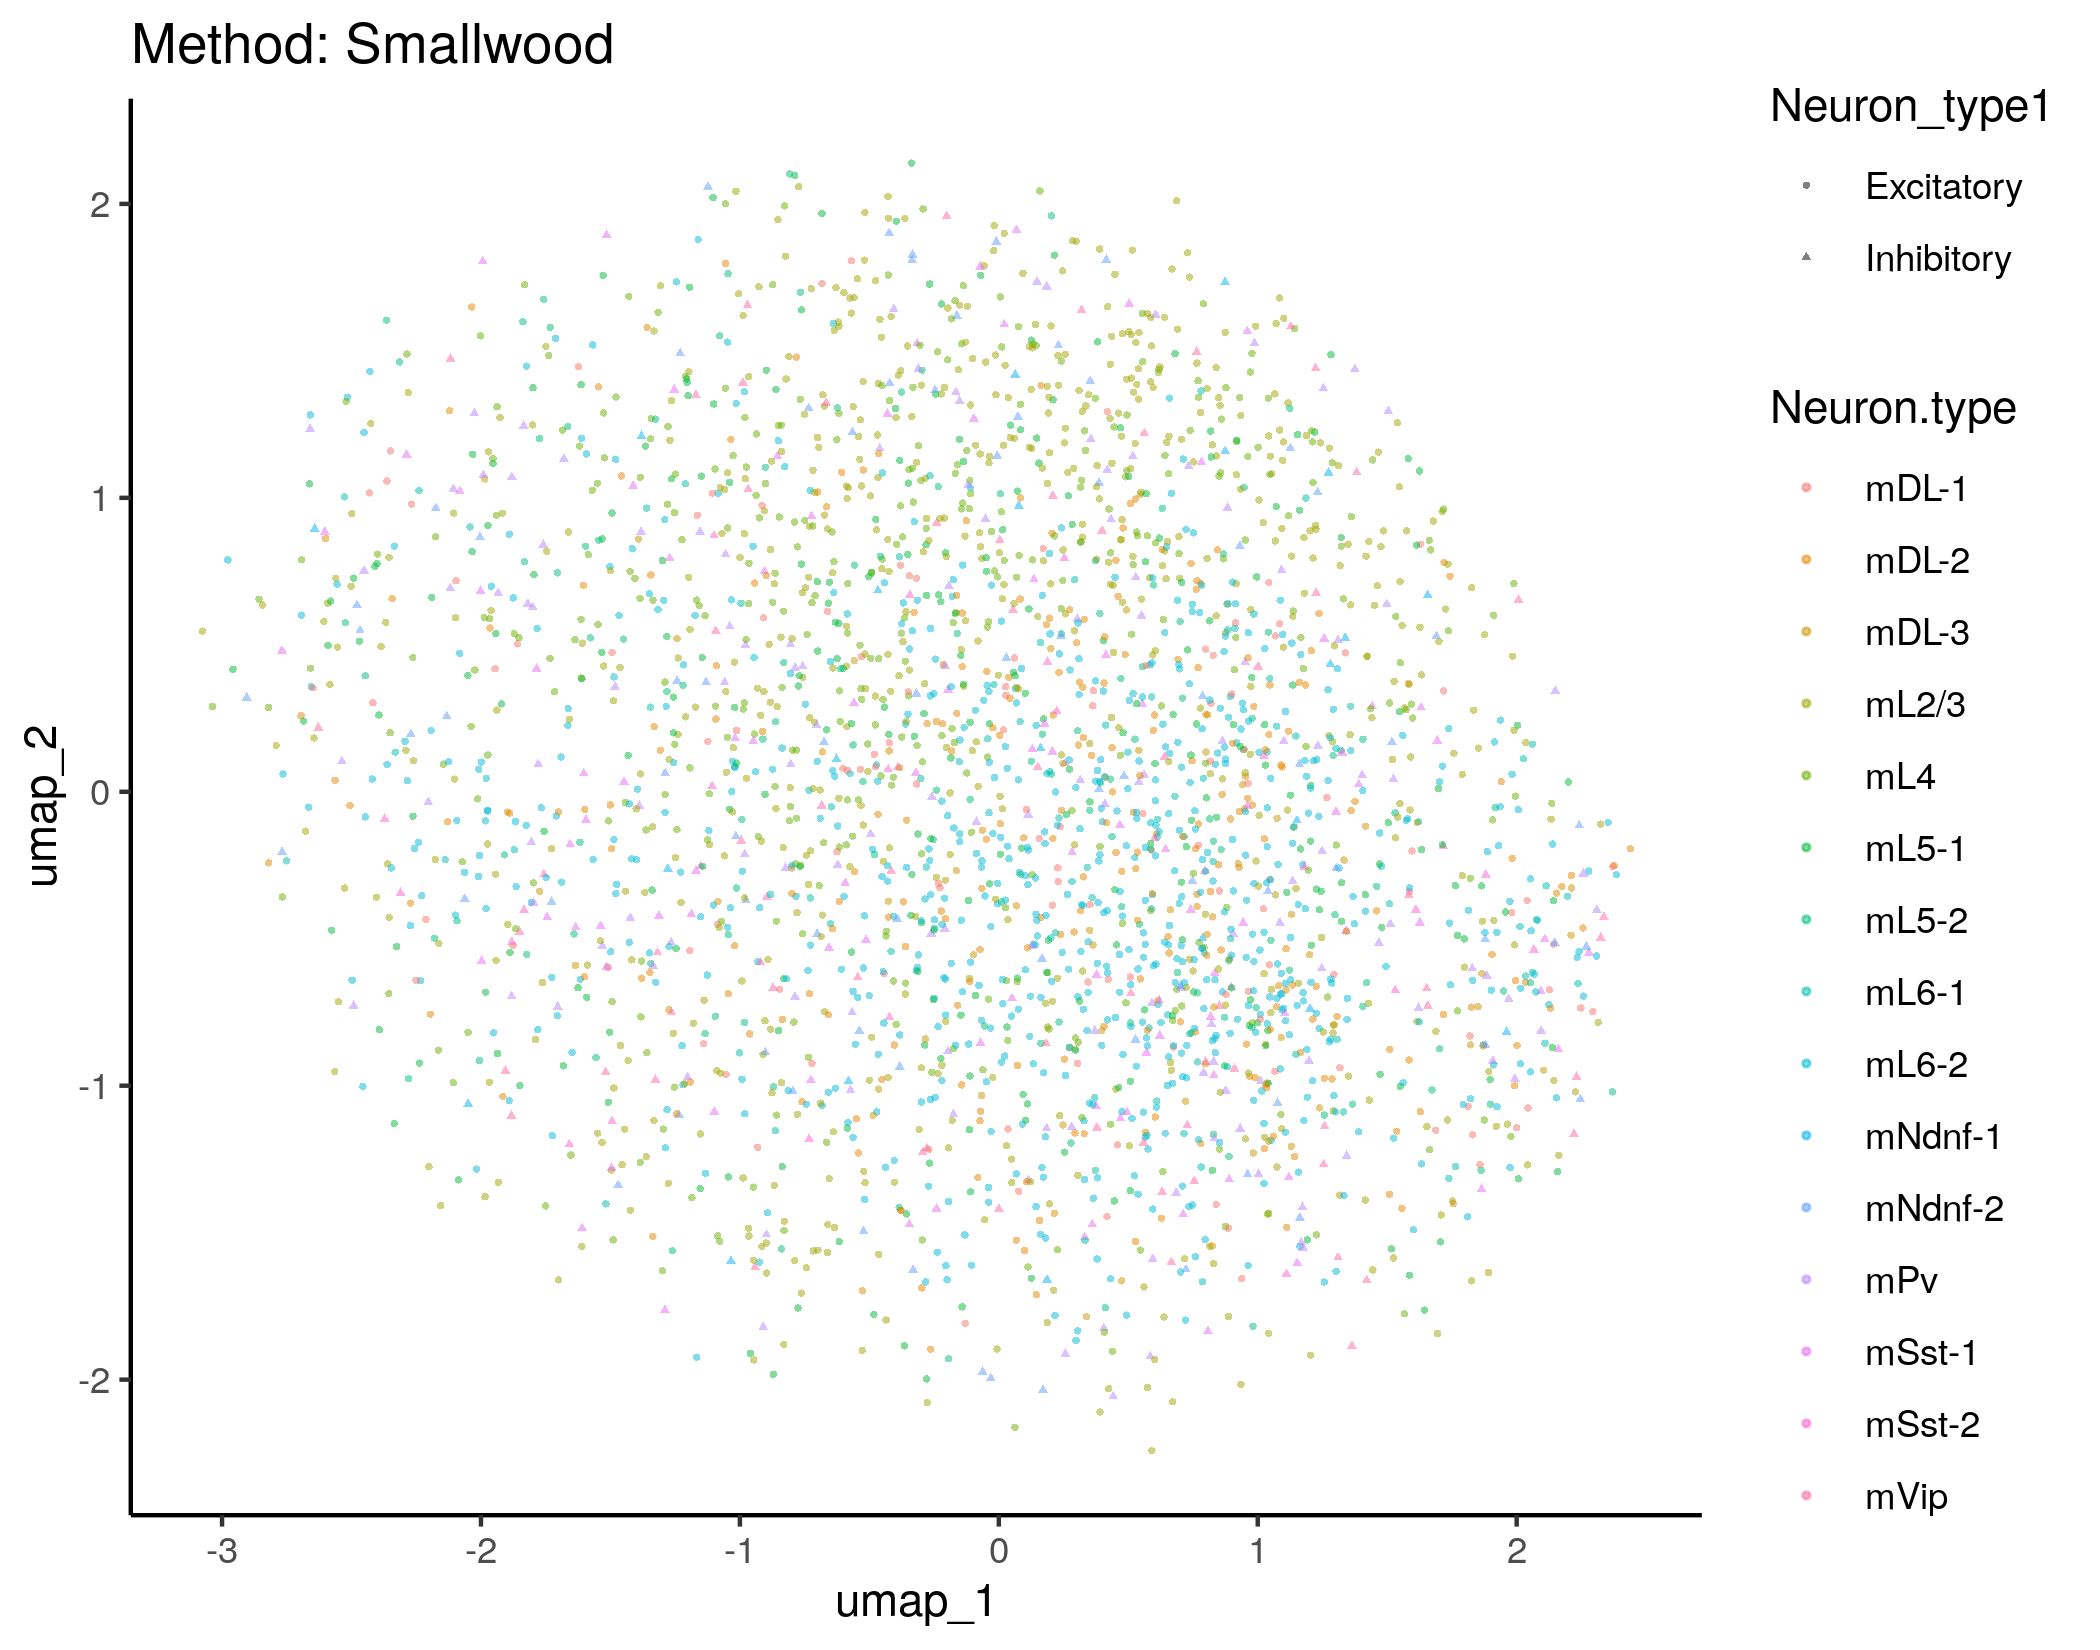 Method: Smallwood
umap_2
2
1
0
-1
-2
-3
-2
-1
0
1
2
umap_1
Neuron_type1
Excitatory
Inhibitory
Neuron.type
mDL-1
mDL-2
mDL-3
mL2/3
mL4
mL5-1
mL5-2
mL6-1
mL6-2
mNdnf-1
mNdnf-2
mPv
mSst-1
mSst-2
mVip